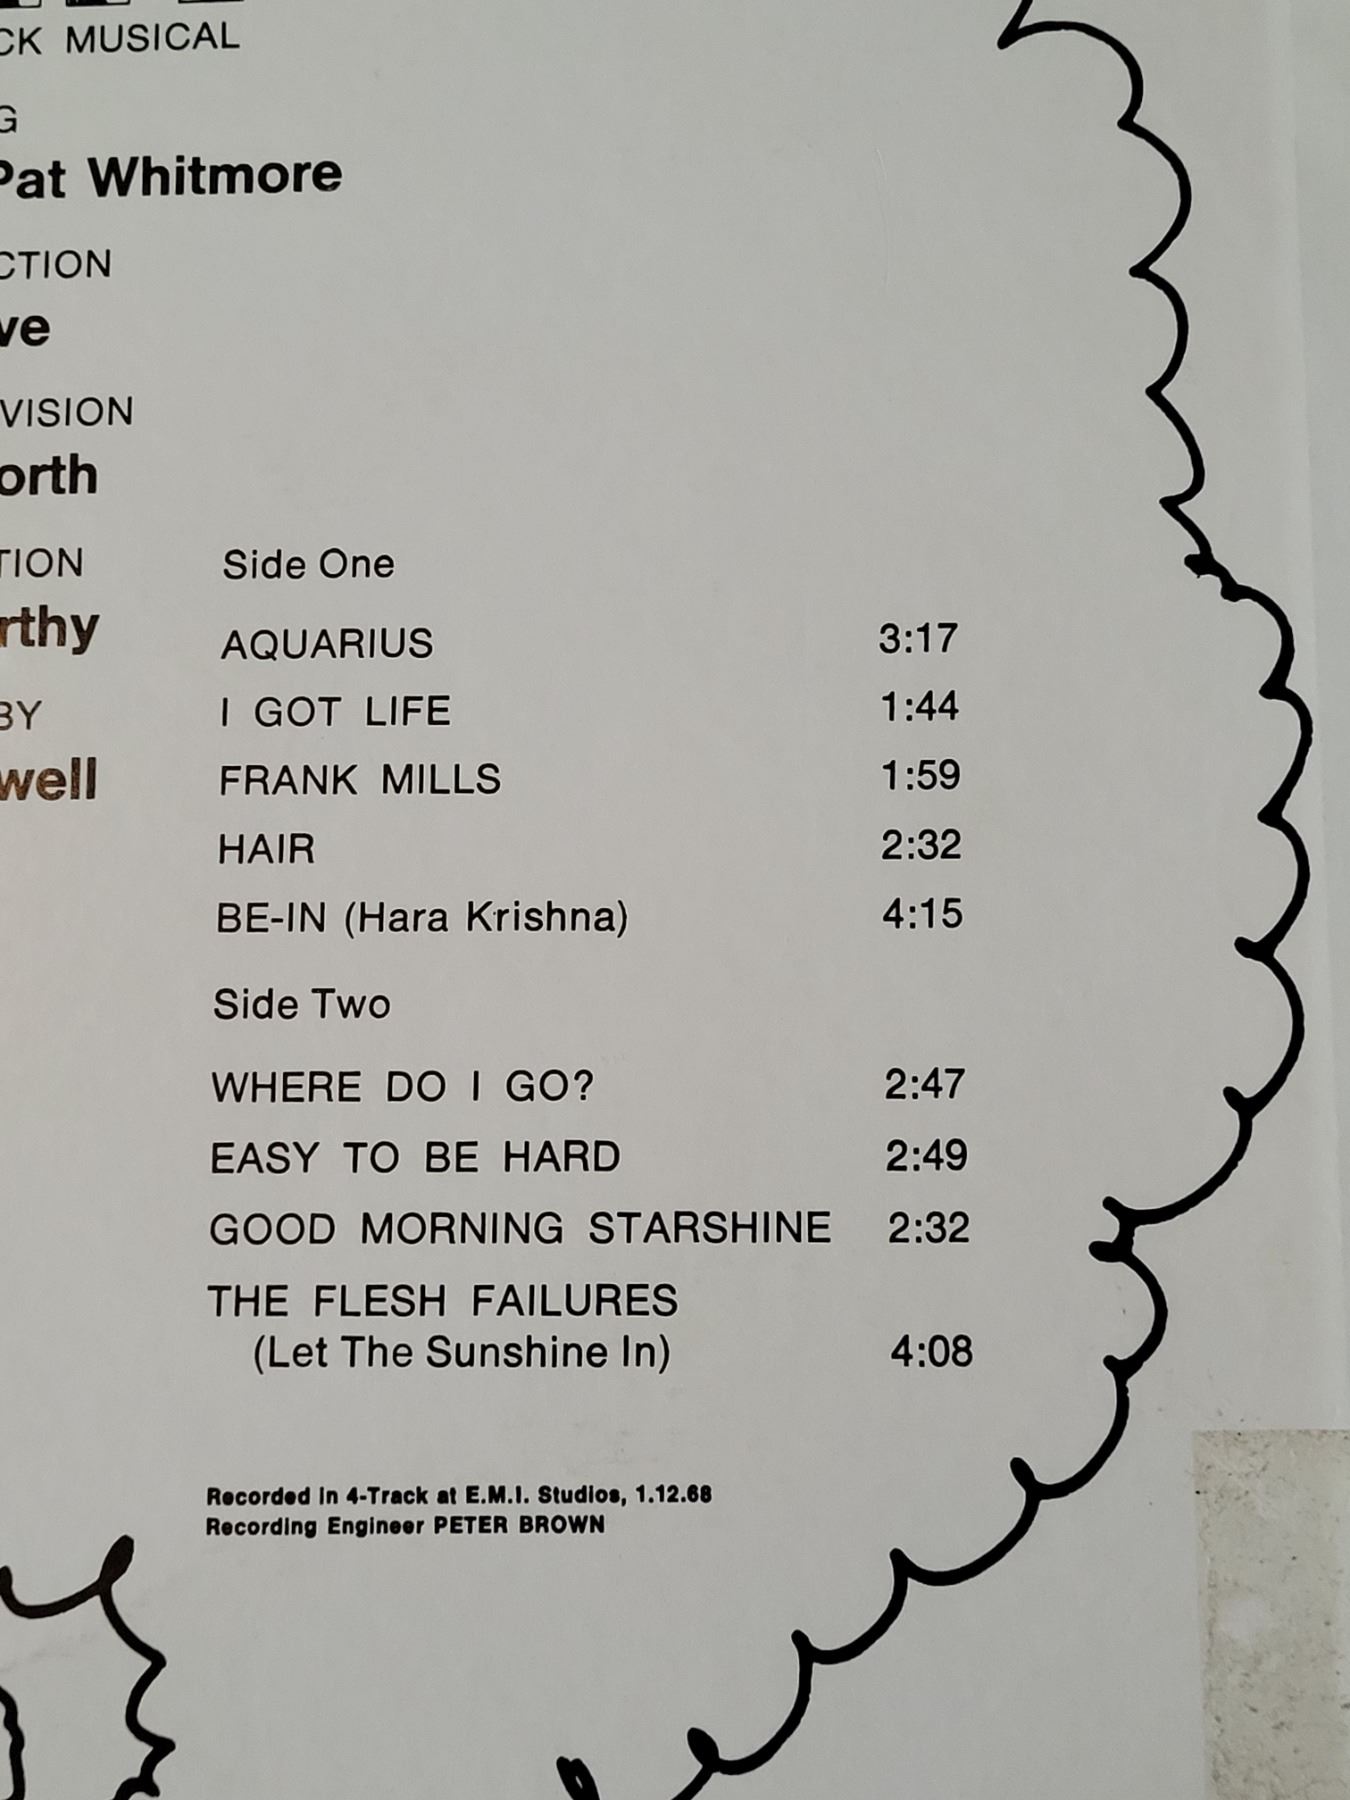 CK MUSICAL
G
Pat Whitmore
CTION
ve
VISION
orth
TION
rthy
BY
well
Side One
AQUARIUS 3:17
I GOT LIFE 1:44
FRANK MILLS 1:59
HAIR 2:32
BE-IN (Hara Krishna) 4:15
Side Two
WHERE DO I GO? 2:47
EASY TO BE HARD 2:49
GOOD MORNING STARSHINE 2:32
THE FLESH FAILURES
(Let The Sunshine In) 4:08
Recorded in 4-Track at E.M.I. Studios, 1.12.68
Recording Engineer PETER BROWN